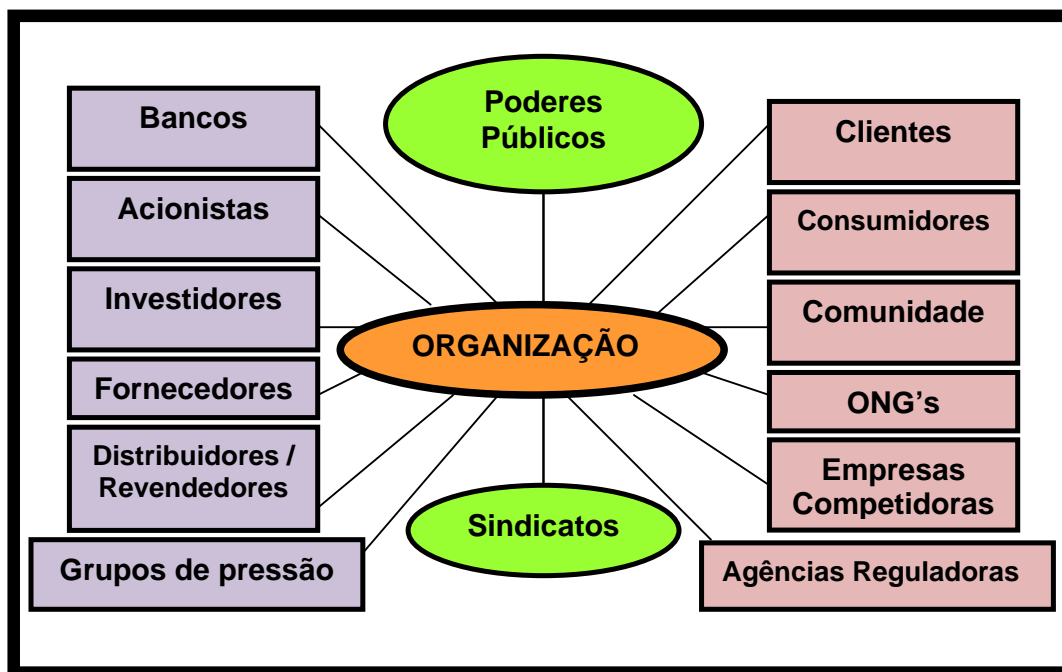 Poderes
Públicos
Bancos
Acionistas
Investidores
Fornecedores
Distribuidores /
Revendedores
Grupos de pressão
ORGANIZAÇÃO
Sindicatos
Clientes
Consumidores
Comunidade
ONG’s
Empresas
Competidoras
Agências Reguladoras